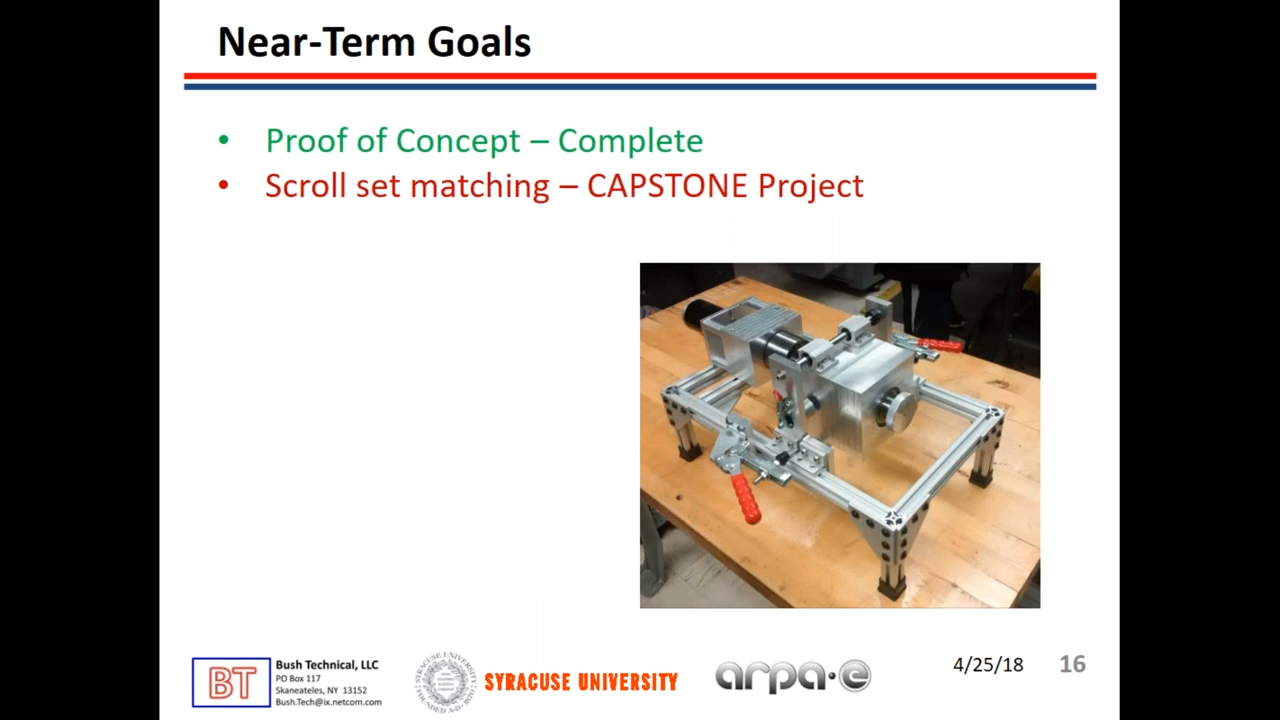 Near-Term Goals
• Proof of Concept – Complete
• Scroll set matching – CAPSTONE Project
BT
Bush Technical, LLC
PO Box 117
Skaneateles, NY 13152
Bush.Tech@ix.netcom.com
SYRACUSE UNIVERSITY
arpa·e
4/25/18
16